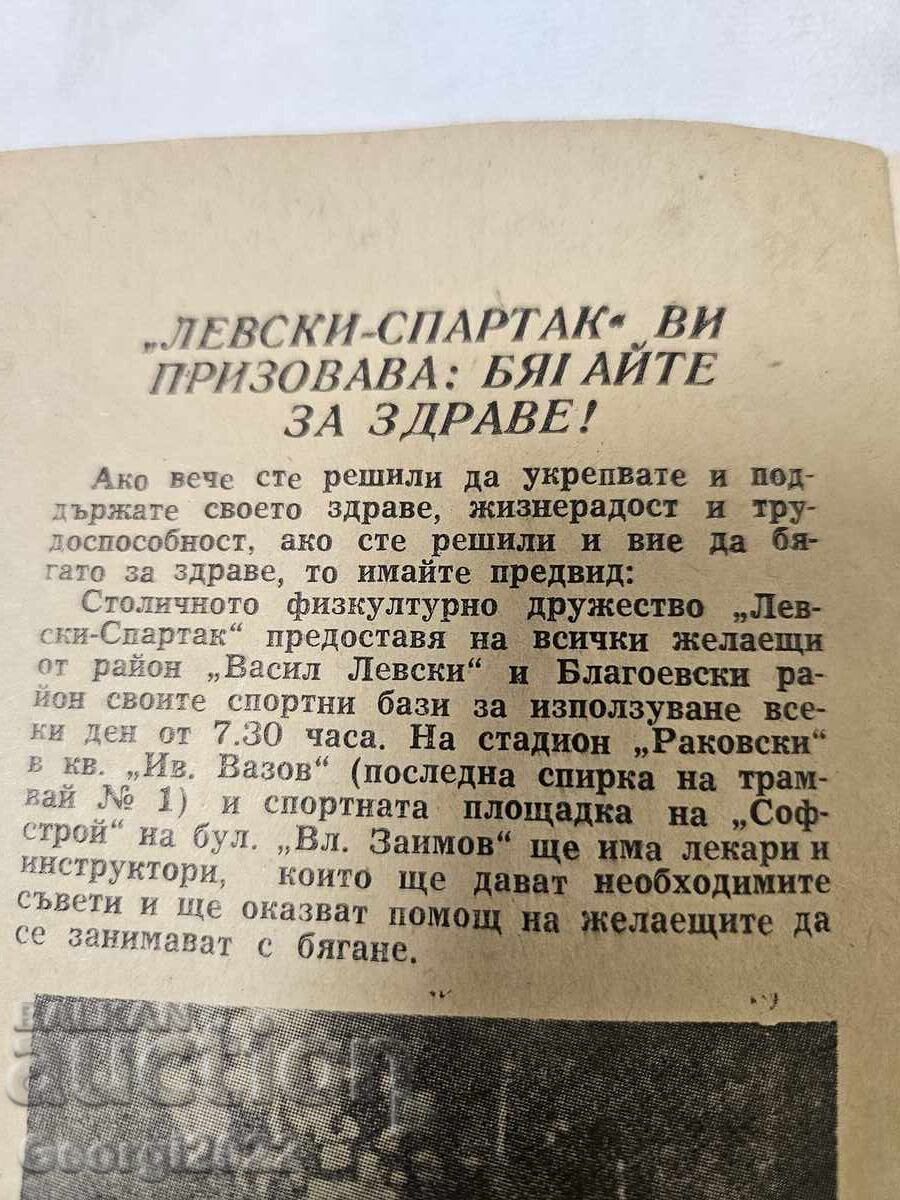 „ЛЕВСКИ-СПАРТАК“ ВИ
ПРИЗОВАВА: БЯГАЙТЕ
ЗА ЗДРАВЕ!
Ако вече сте решили да укрепвате и под-
държате своето здраве, жизнерадост и тру-
доспособност, ако сте решили и вие да бя-
гато за здраве, то имайте предвид:
Столичното физкултурно дружество „Лев-
ски-Спартак“ предоставя на всички желаещи
от район „Васил Левски“ и Благоевски ра-
йон своите спортни бази за използуване все-
ки ден от 7.30 часа. На стадион „Раковски“
в кв. „Ив. Вазов“ (последна спирка на трам-
вай № 1) и спортната площадка на „Соф-
строй“ на бул. „Вл. Заимов“ ще има лекари и
инструктори, които ще дават необходимите
съвети и ще оказват помощ на желаещите да
се занимават с бягане.
BALKAN
auction
Georgi2422